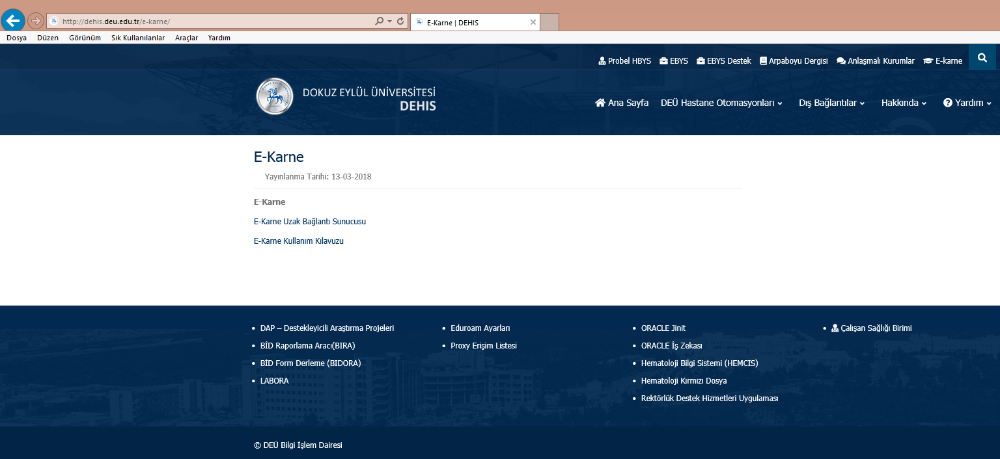 http://dehis.deu.edu.tr/e-karne/
E-Karne | DEHIS
Dosya Düzen Görünüm Sık Kullanılanlar Araçlar Yardım
Probel HBYS EBYS EBYS Destek Arpaboyu Dergisi Anlaşmalı Kurumlar E-karne
DOKUZ EYLÜL ÜNİVERSİTESİ
DEHIS
Ana Sayfa DEÜ Hastane Otomasyonları Dış Bağlantılar Hakkında Yardım
E-Karne
Yayınlanma Tarihi: 13-03-2018
E-Karne
E-Karne Uzak Bağlantı Sunucusu
E-Karne Kullanım Kılavuzu
DAP – Destekleyicili Araştırma Projeleri
BİD Raporlama Aracı(BIRA)
BİD Form Derleme (BIDORA)
LABORA
Eduroam Ayarları
Proxy Erişim Listesi
ORACLE Jinit
ORACLE İş Zekası
Hematoloji Bilgi Sistemi (HEMCIS)
Hematoloji Kırmızı Dosya
Rektörlük Destek Hizmetleri Uygulaması
Çalışan Sağlığı Birimi
© DEÜ Bilgi İşlem Dairesi